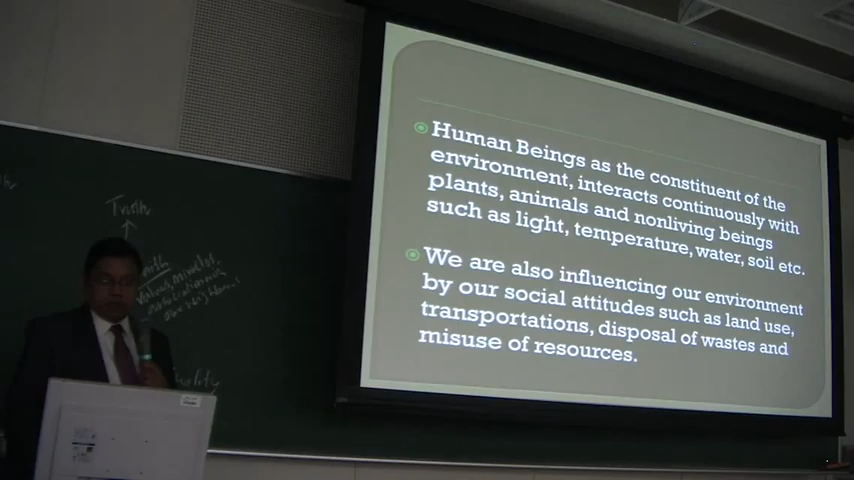 Human Beings as the constituent of the
environment, interacts continuously with
plants, animals and nonliving beings
such as light, temperature, water, soil etc.
We are also influencing our environment
by our social attitudes such as land use,
transportations, disposal of wastes and
misuse of resources.
Truth